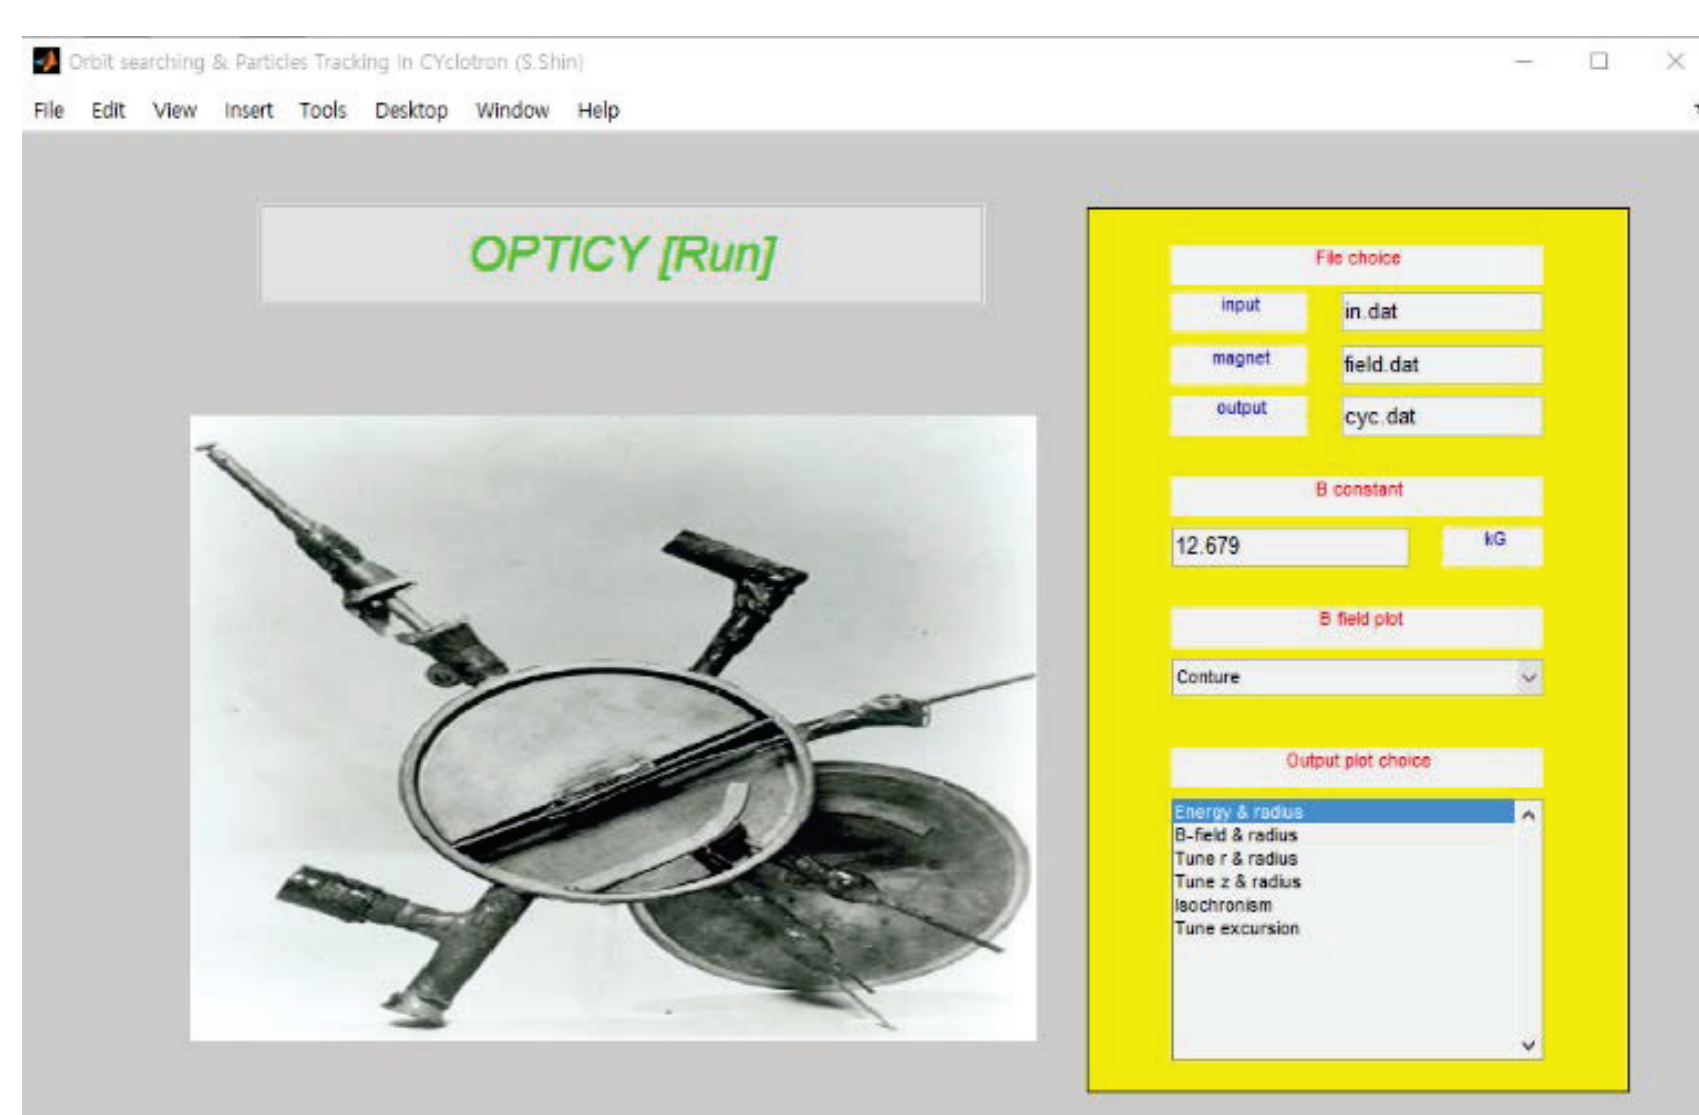 Orbit searching & Particles Tracking In CYclotron (S.Shin)
File Edit View Insert Tools Desktop Window Help
OPTICY [Run]
File choice
input in.dat
magnet field.dat
output cyc.dat
B constant
12.679 kG
B field plot
Conture
Output plot choice
Energy & radius
B-field & radius
Tune r & radius
Tune z & radius
Isochronism
Tune excursion